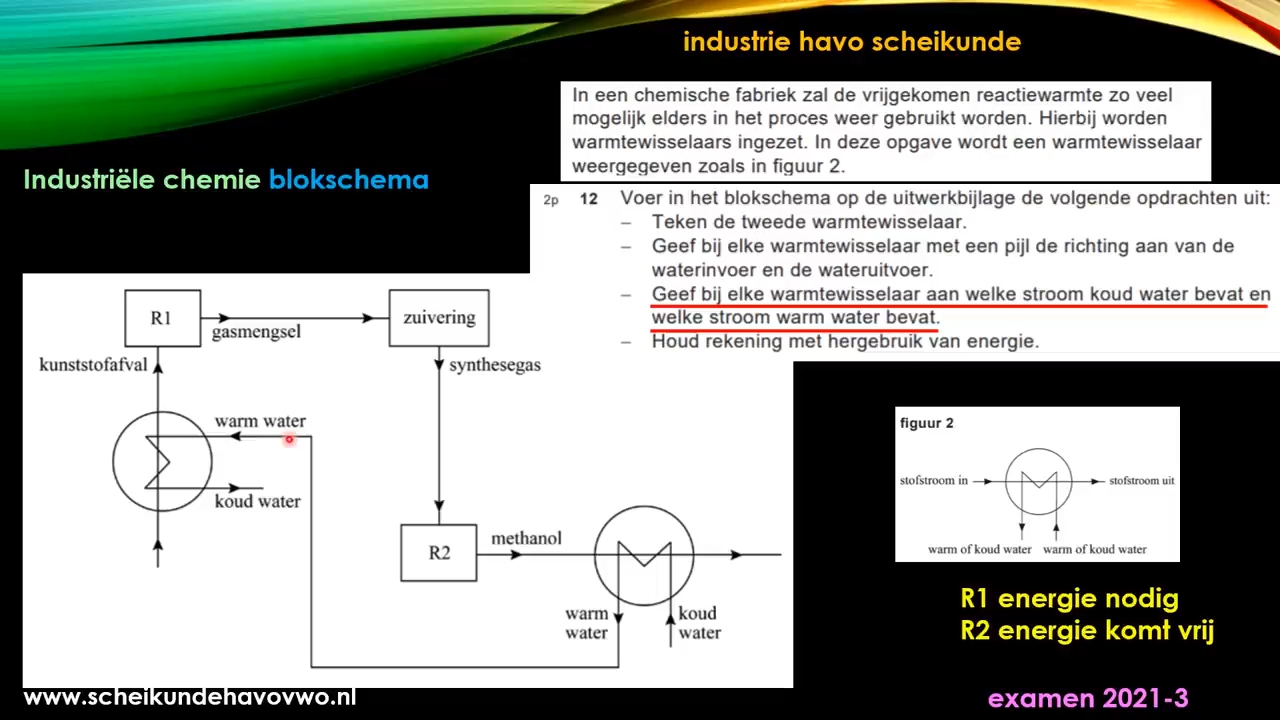 industrie havo scheikunde
In een chemische fabriek zal de vrijgekomen reactiewarmte zo veel
mogelijk elders in het proces weer gebruikt worden. Hierbij worden
warmtewisselaars ingezet. In deze opgave wordt een warmtewisselaar
weergegeven zoals in figuur 2.
Industriële chemie blokschema
2p 12 Voer in het blokschema op de uitwerkbijlage de volgende opdrachten uit:
– Teken de tweede warmtewisselaar.
– Geef bij elke warmtewisselaar met een pijl de richting aan van de
waterinvoer en de wateruitvoer.
– Geef bij elke warmtewisselaar aan welke stroom koud water bevat en
welke stroom warm water bevat.
– Houd rekening met hergebruik van energie.
R1
gasmengsel
zuivering
kunststofafval
synthesegas
warm water
koud water
R2
methanol
warm
water
koud
water
figuur 2
stofstroom in
stofstroom uit
warm of koud water
warm of koud water
R1 energie nodig
R2 energie komt vrij
www.scheikundehavovwo.nl
examen 2021-3